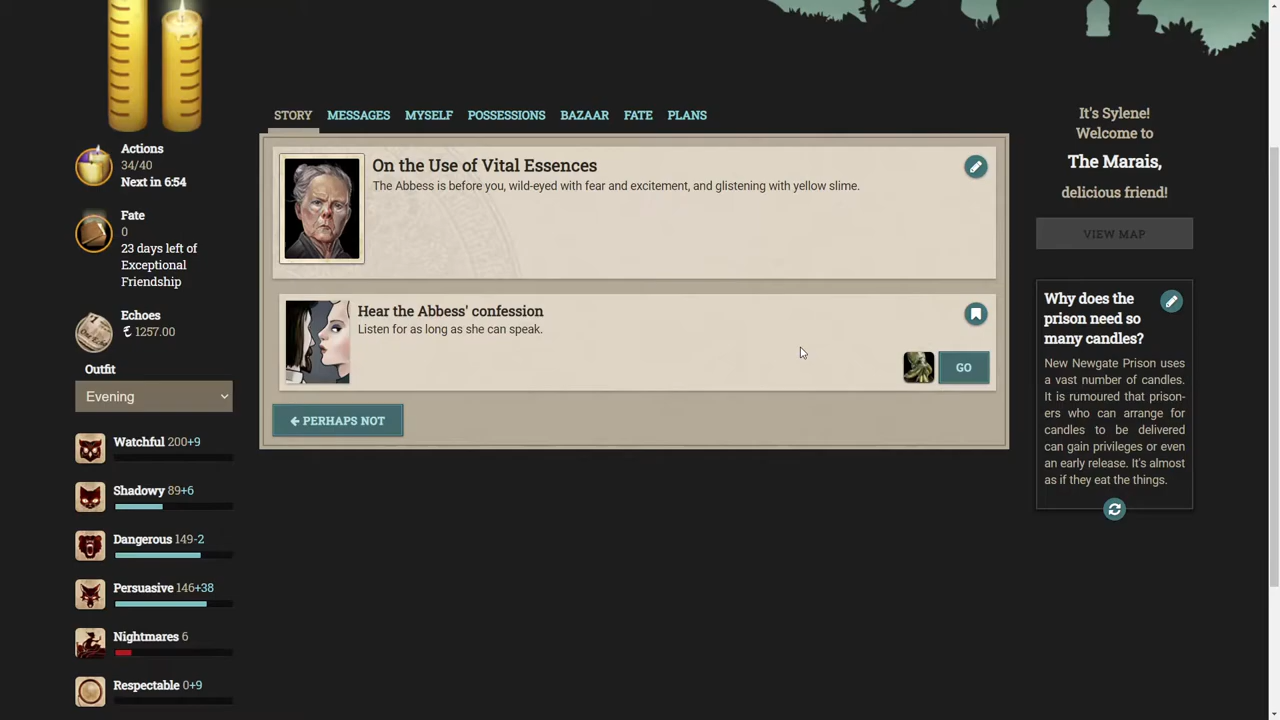 Actions
34/40
Next in 6:54
Fate
0
23 days left of
Exceptional
Friendship
Echoes
1257.00
Outfit
Evening
Watchful 200+9
Shadowy 89+6
Dangerous 149-2
Persuasive 146+38
Nightmares 6
Respectable 0+9
STORY MESSAGES MYSELF POSSESSIONS BAZAAR FATE PLANS
On the Use of Vital Essences
The Abbess is before you, wild-eyed with fear and excitement, and glistening with yellow slime.
Hear the Abbess' confession
Listen for as long as she can speak.
GO
PERHAPS NOT
It's Sylene!
Welcome to
The Marais,
delicious friend!
VIEW MAP
Why does the
prison need so
many candles?
New Newgate Prison uses
a vast number of candles.
It is rumoured that prison-
ers who can arrange for
candles to be delivered
can gain privileges or even
an early release. It's almost
as if they eat the things.